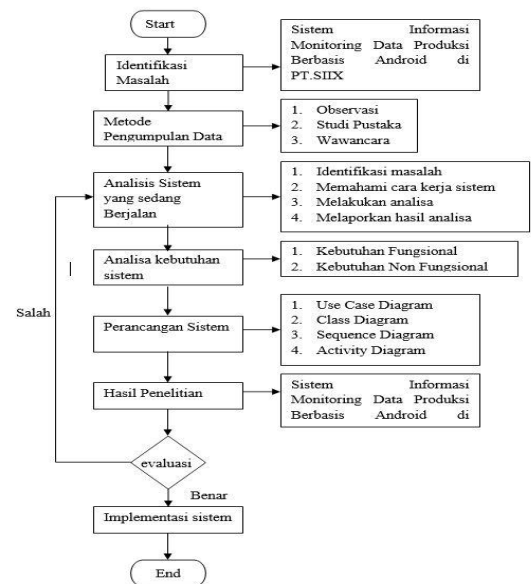 Start
Identifikasi
Masalah
Sistem Informasi
Monitoring Data Produksi
Berbasis Android di
PT.SIIX
Metode
Pengumpulan Data
1. Observasi
2. Studi Pustaka
3. Wawancara
Analisis Sistem
yang sedang
Berjalan
1. Identifikasi masalah
2. Memahami cara kerja sistem
3. Melakukan analisa
4. Melaporkan hasil analisa
Analisa kebutuhan
sistem
1. Kebutuhan Fungsional
2. Kebutuhan Non Fungsional
Salah
Perancangan Sistem
1. Use Case Diagram
2. Class Diagram
3. Sequence Diagram
4. Activity Diagram
Hasil Penelitian
Sistem Informasi
Monitoring Data Produksi
Berbasis Android di
evaluasi
Benar
Implementasi sistem
End